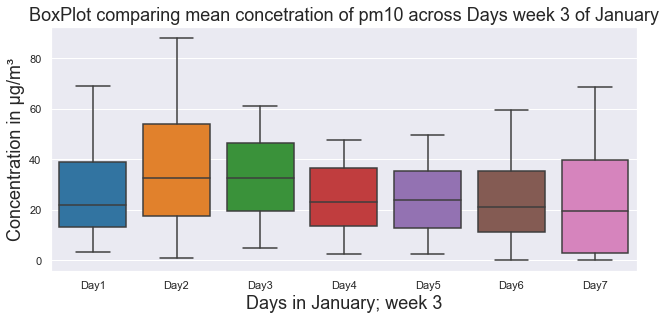 BoxPlot comparing mean concetration of pm10 across Days week 3 of January
Concentration in µg/m³
80
60
40
20
0
Day1 Day2 Day3 Day4 Day5 Day6 Day7
Days in January; week 3